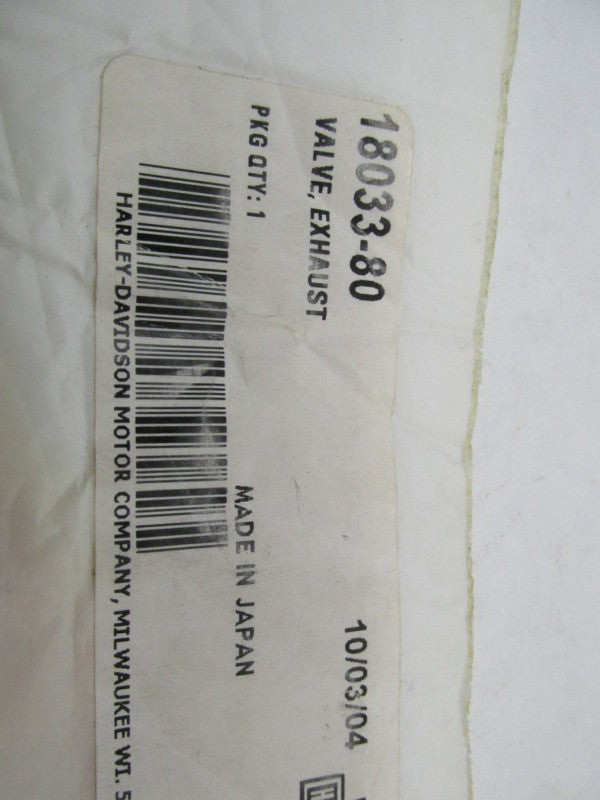 18033-80
10/03/04
VALVE, EXHAUST
PKG QTY: 1
MADE IN JAPAN
HARLEY-DAVIDSON MOTOR COMPANY, MILWAUKEE WI. 5